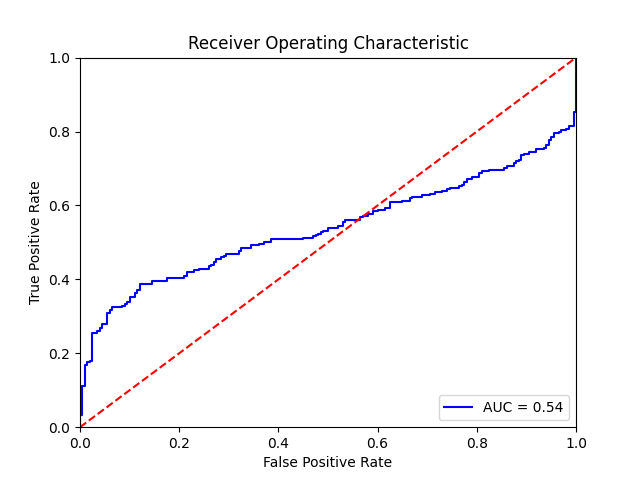 Receiver Operating Characteristic
1.0
0.8
0.6
0.4
0.2
0.0
True Positive Rate
AUC = 0.54
0.0 0.2 0.4 0.6 0.8 1.0
False Positive Rate